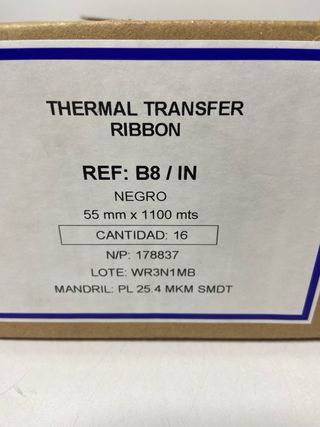 THERMAL TRANSFER
RIBBON
REF: B8 / IN
NEGRO
55 mm x 1100 mts
CANTIDAD: 16
N/P: 178837
LOTE: WR3N1MB
MANDRIL: PL 25.4 MKM SMDT